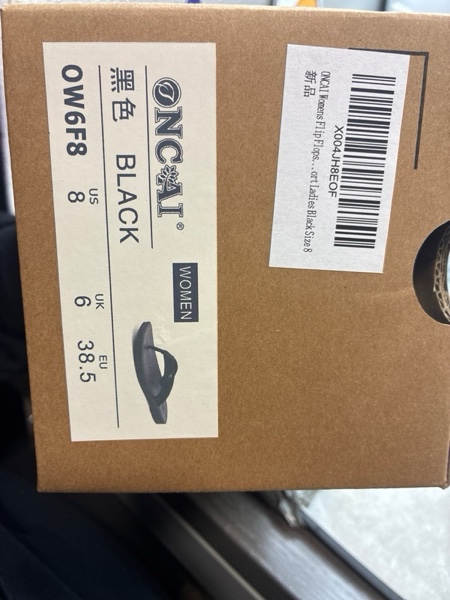 ONCAI®
WOMEN
黑色 BLACK
US UK EU
OW6F8 8 6 38.5
X004JH8EOF
ONCAI Womens Flip Flops...ort Ladies Black Size 8
新品